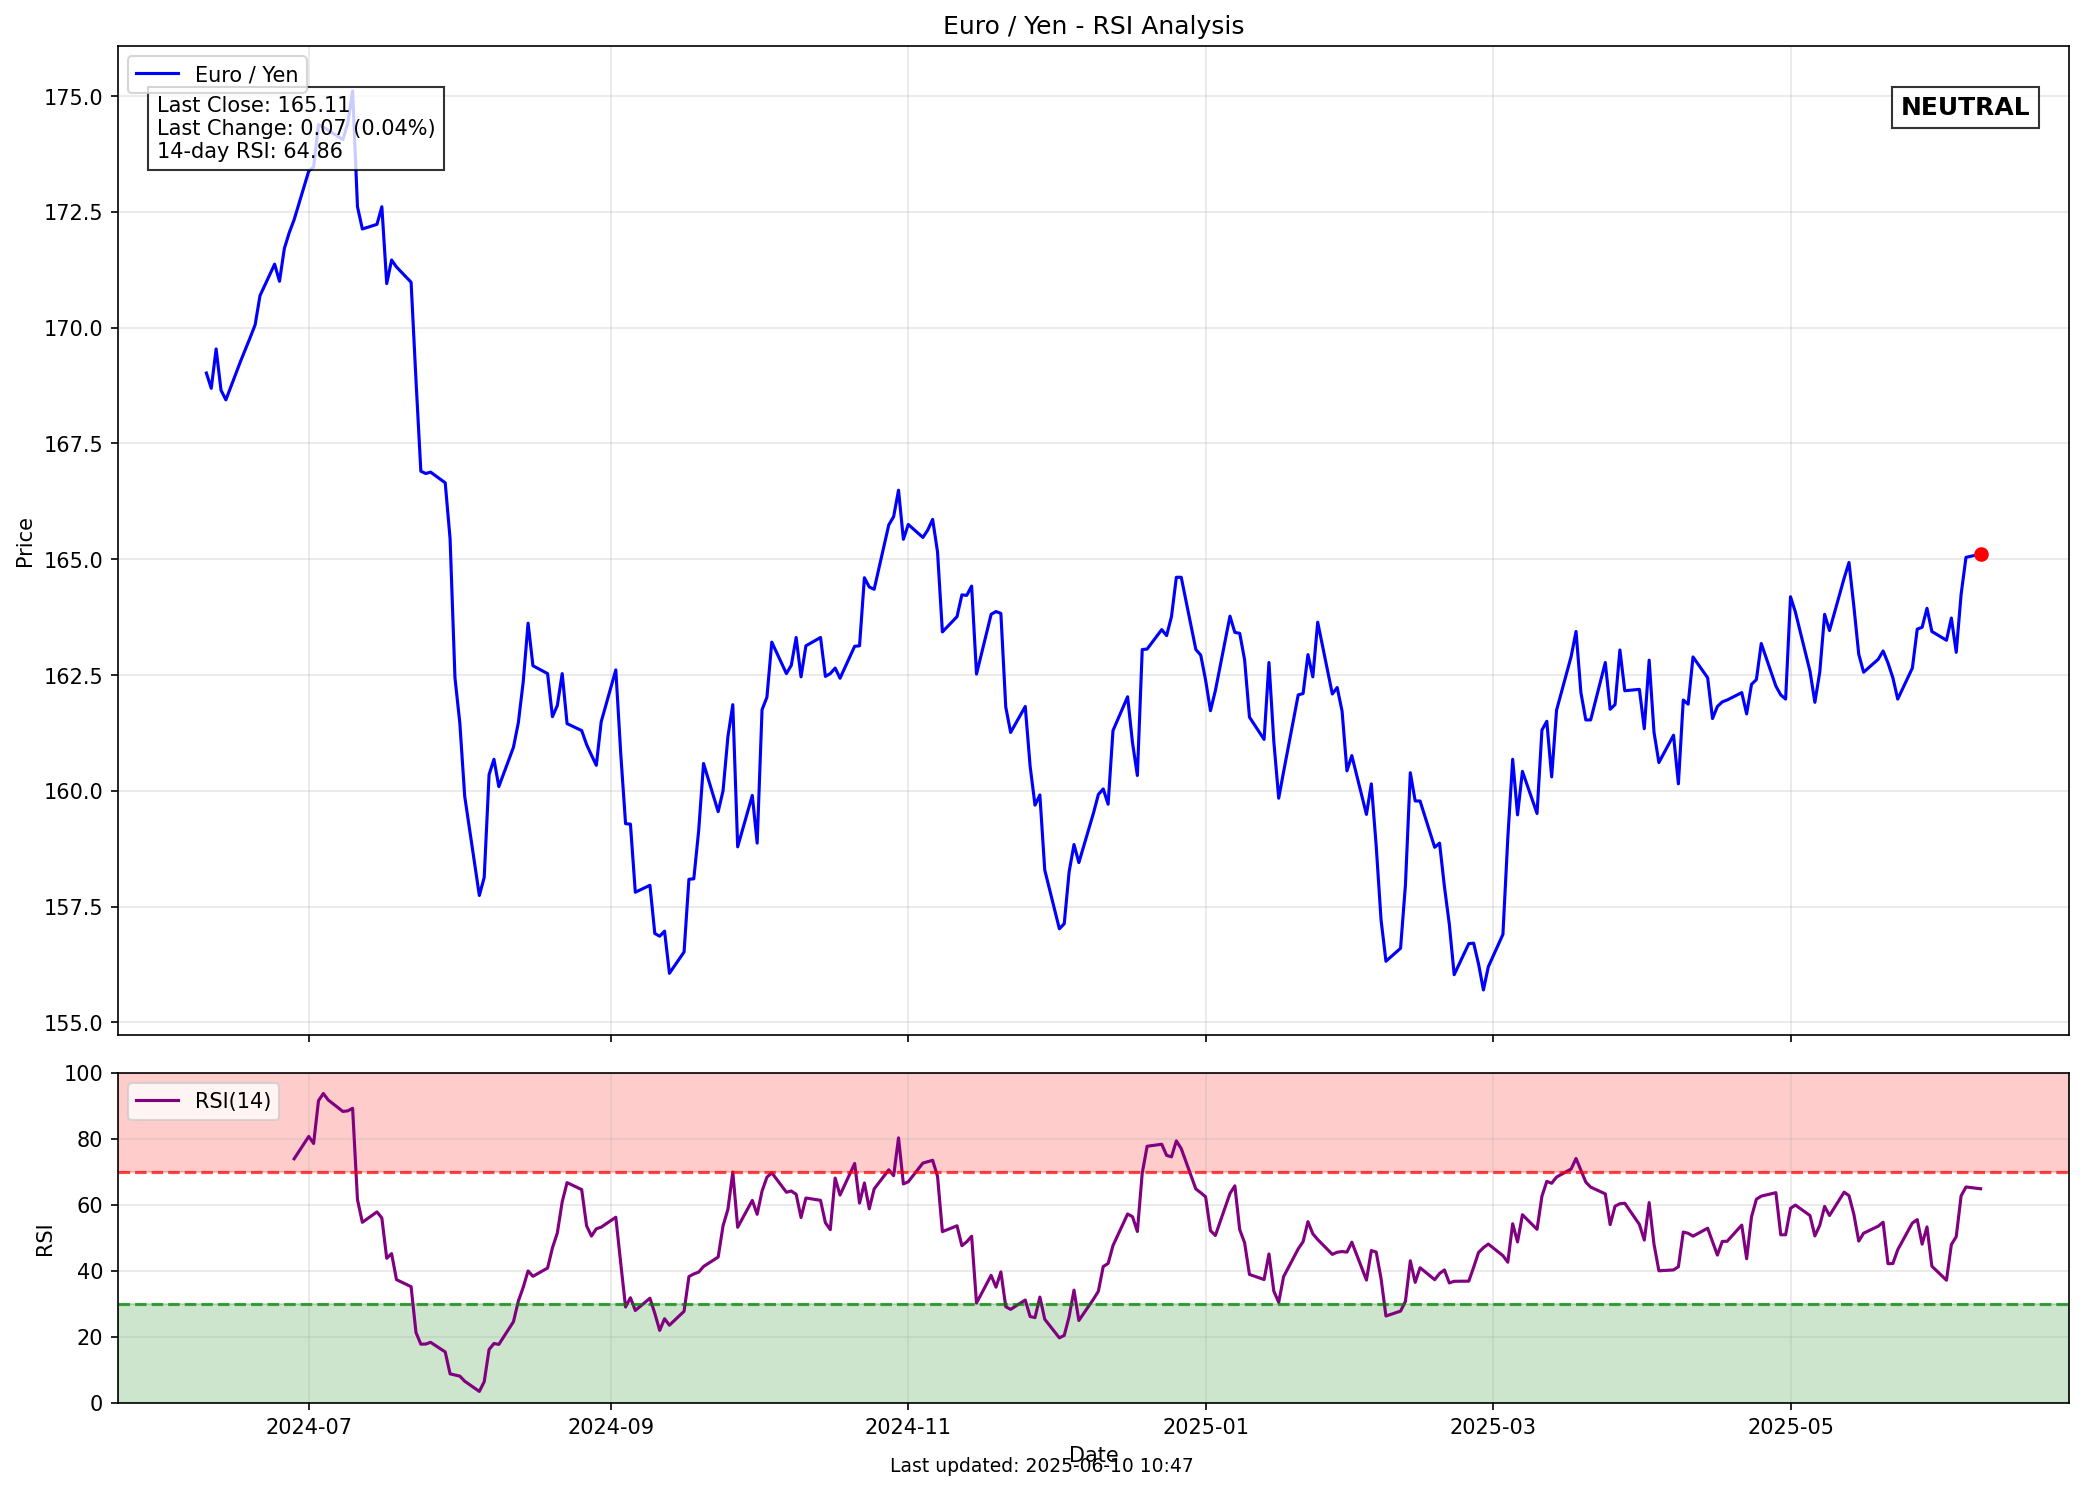 Euro / Yen - RSI Analysis
Euro / Yen
Last Close: 165.11
Last Change: 0.07 (0.04%)
14-day RSI: 64.86
NEUTRAL
Price
175.0
172.5
170.0
167.5
165.0
162.5
160.0
157.5
155.0
RSI(14)
RSI
100
80
60
40
20
0
2024-07
2024-09
2024-11
2025-01
2025-03
2025-05
Date
Last updated: 2025-06-10 10:47